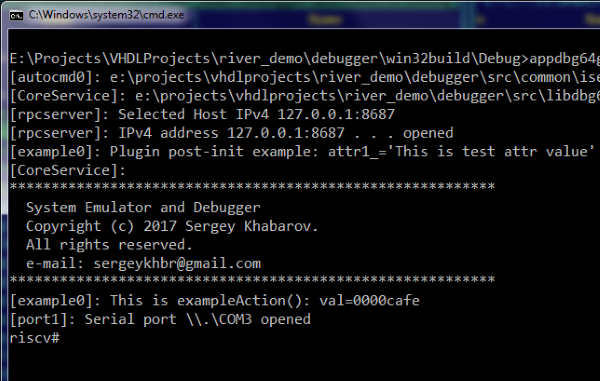 C:\Windows\system32\cmd.exe
E:\Projects\VHDLProjects\river_demo\debugger\win32build\Debug>appdbg64g
[autocmd0]: e:\projects\vhdlprojects\river_demo\debugger\src\common\ise
[CoreService]: e:\projects\vhdlprojects\river_demo\debugger\src\libdbg6
[rpcserver]: Selected Host IPv4 127.0.0.1:8687
[rpcserver]: IPv4 address 127.0.0.1:8687 . . . opened
[example0]: Plugin post-init example: attr1_='This is test attr value'
[CoreService]:
**********************************************************
System Emulator and Debugger
Copyright (c) 2017 Sergey Khabarov.
All rights reserved.
e-mail: sergeykhbr@gmail.com
**********************************************************
[example0]: This is exampleAction(): val=0000cafe
[port1]: Serial port \\.\COM3 opened
riscv#